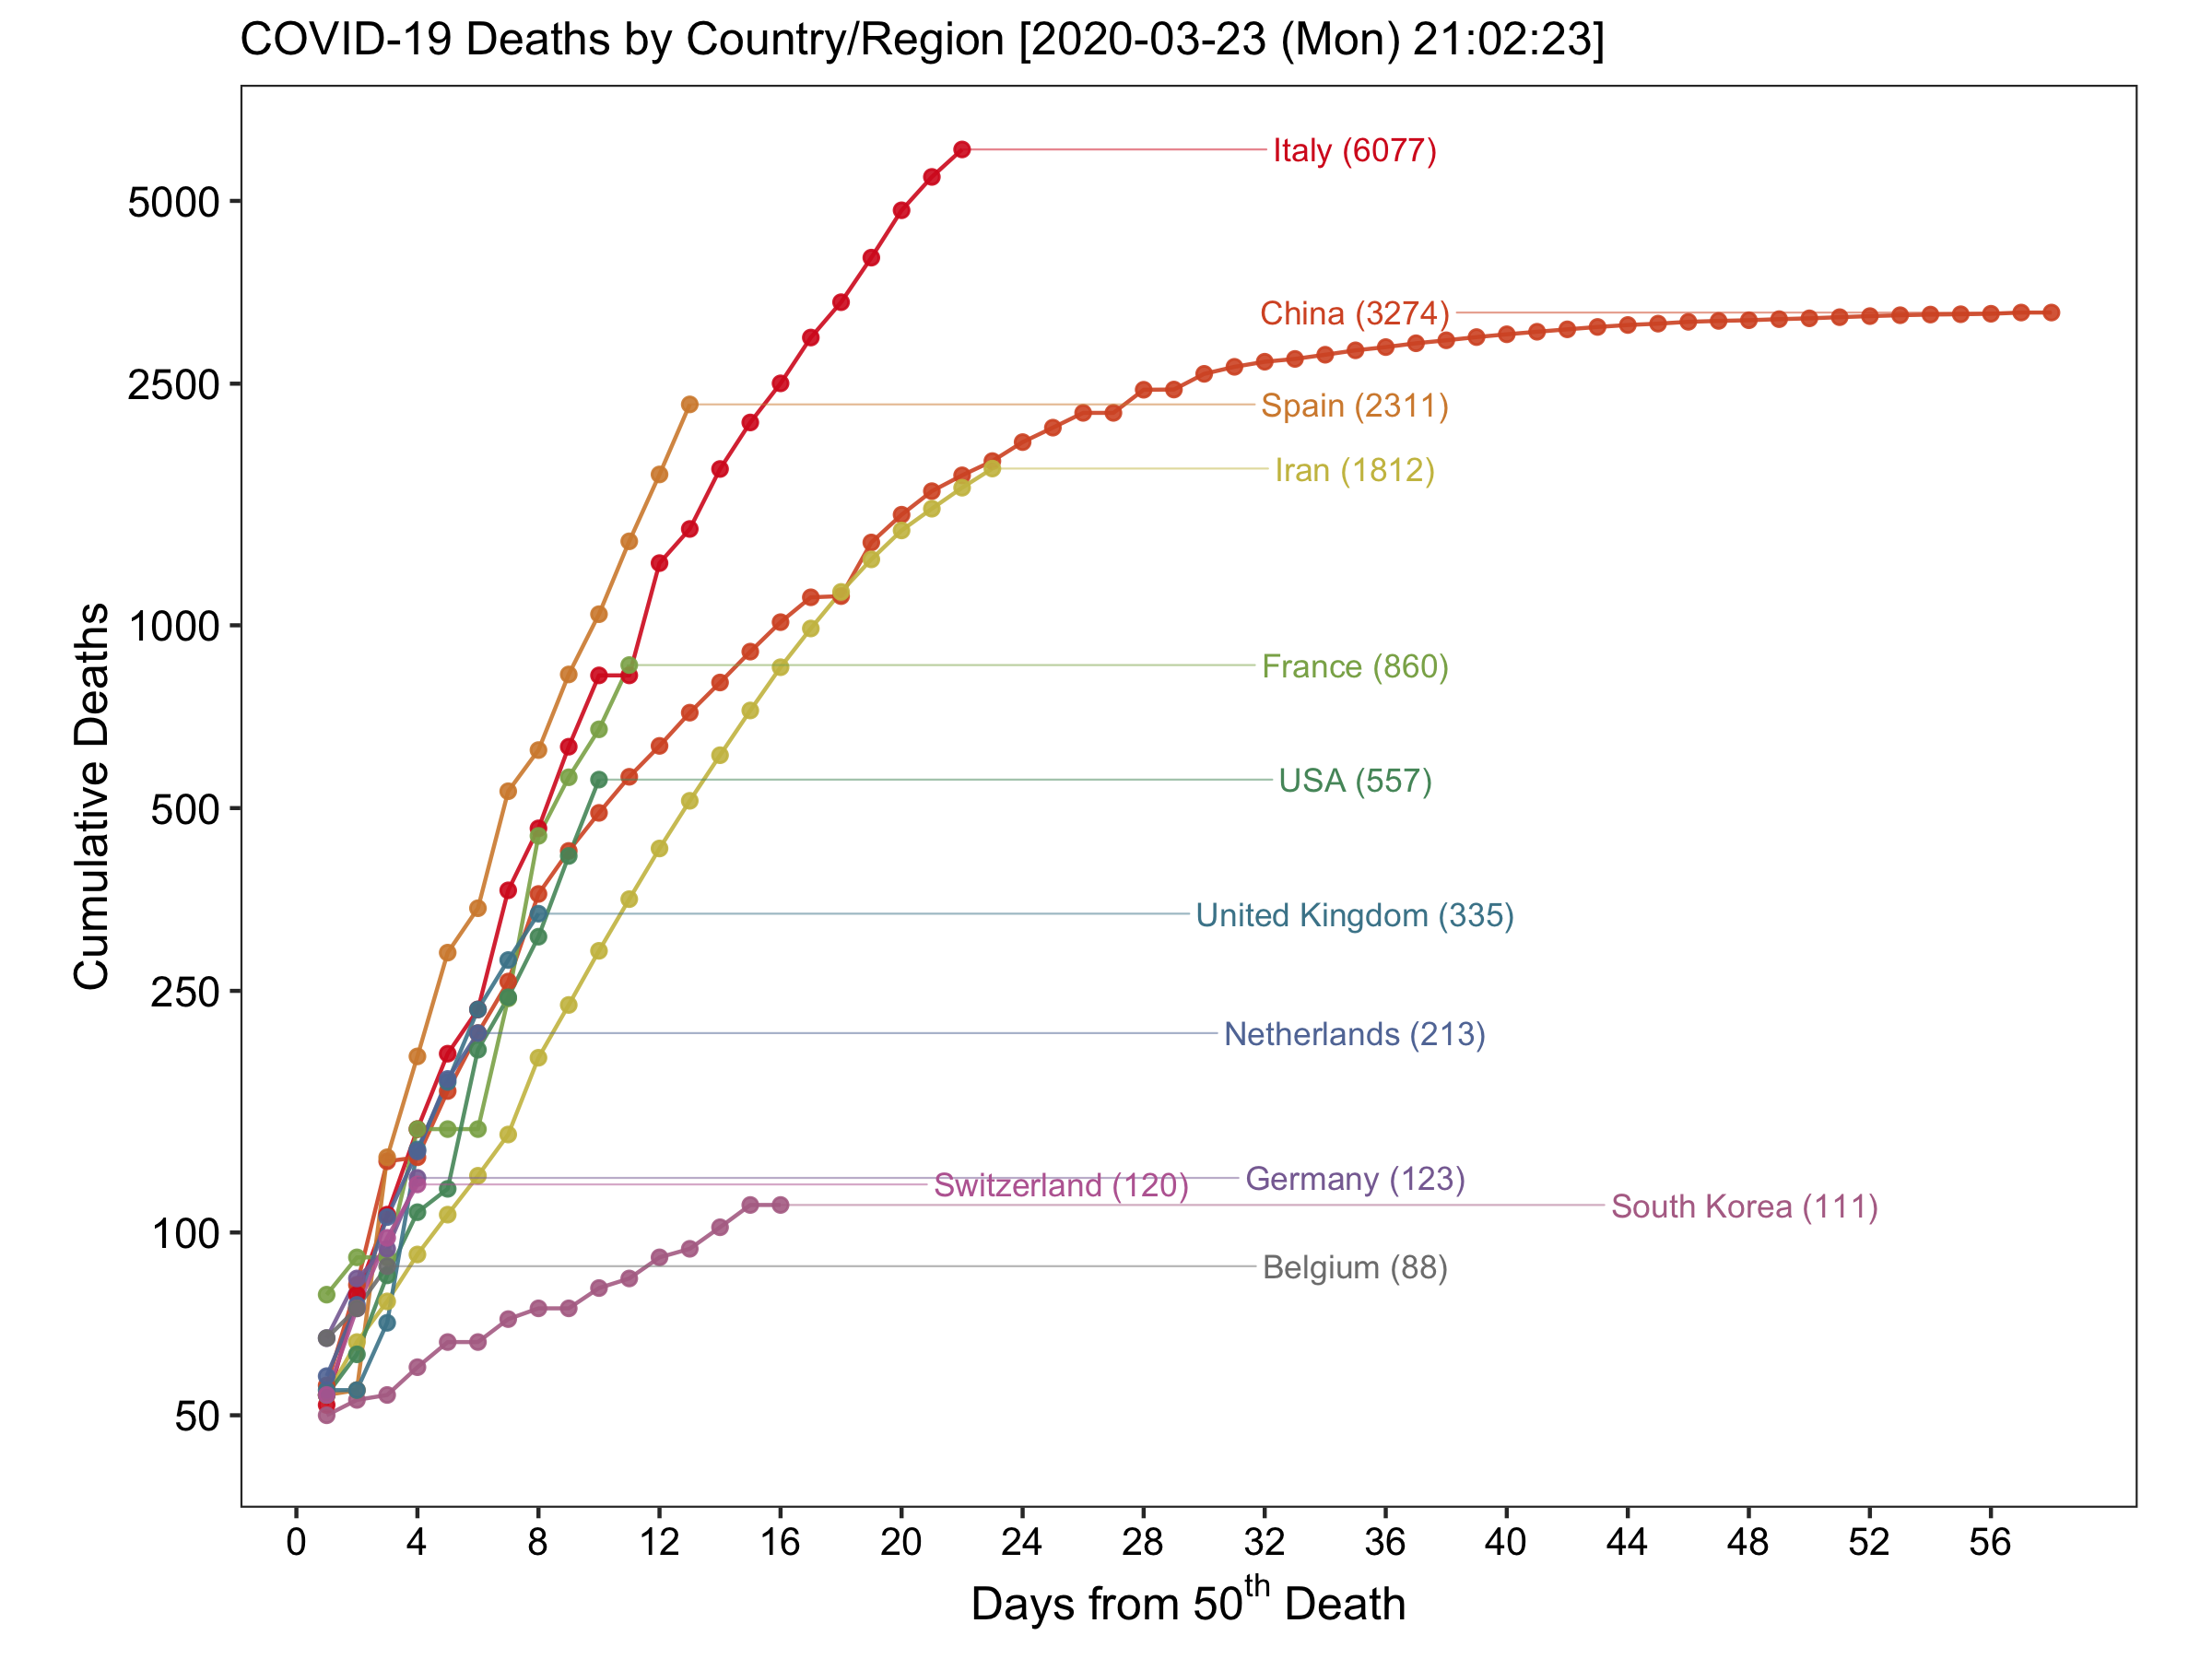 COVID-19 Deaths by Country/Region [2020-03-23 (Mon) 21:02:23]
Cumulative Deaths
5000
2500
1000
500
250
100
50
Italy (6077)
China (3274)
Spain (2311)
Iran (1812)
France (860)
USA (557)
United Kingdom (335)
Netherlands (213)
Germany (123)
Switzerland (120)
South Korea (111)
Belgium (88)
0 4 8 12 16 20 24 28 32 36 40 44 48 52 56
Days from 50th Death